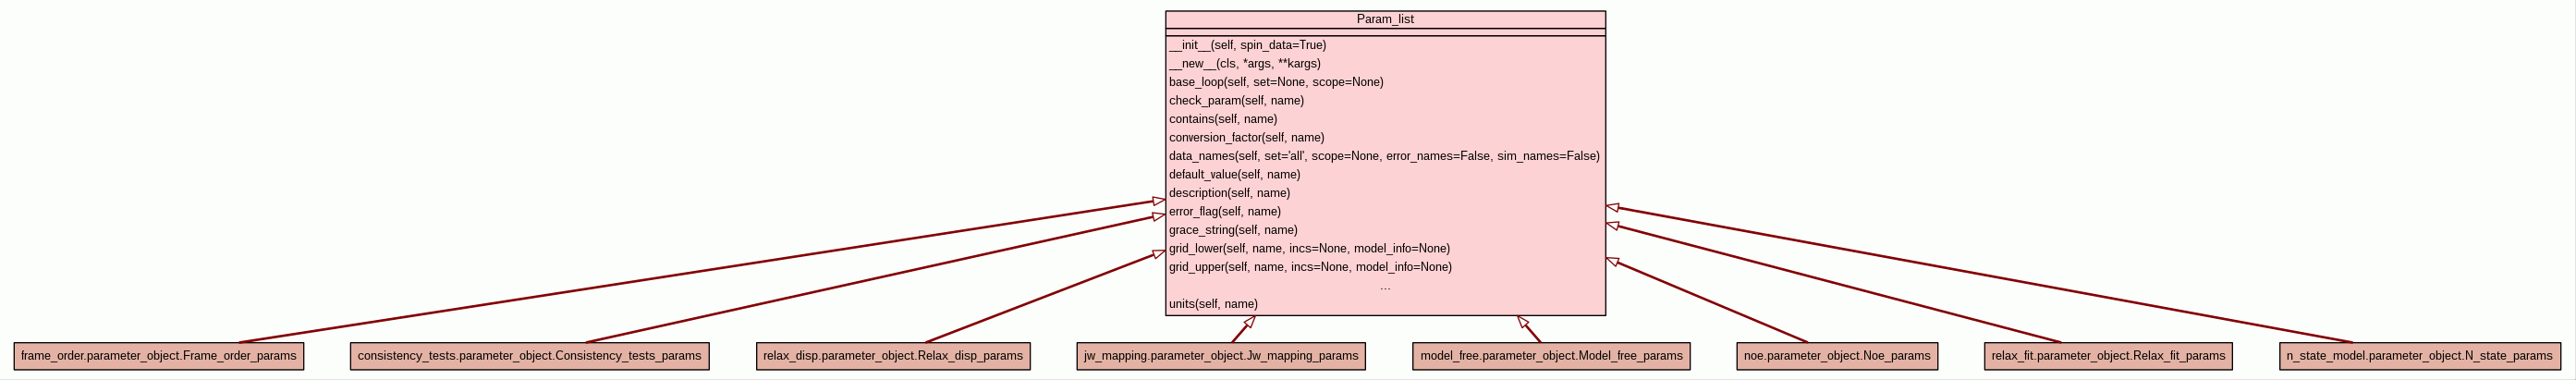 Param_list
__init__(self, spin_data=True)
__new__(cls, *args, **kargs)
base_loop(self, set=None, scope=None)
check_param(self, name)
contains(self, name)
conversion_factor(self, name)
data_names(self, set='all', scope=None, error_names=False, sim_names=False)
default_value(self, name)
description(self, name)
error_flag(self, name)
grace_string(self, name)
grid_lower(self, name, incs=None, model_info=None)
grid_upper(self, name, incs=None, model_info=None)
...
units(self, name)
frame_order.parameter_object.Frame_order_params
consistency_tests.parameter_object.Consistency_tests_params
relax_disp.parameter_object.Relax_disp_params
jw_mapping.parameter_object.Jw_mapping_params
model_free.parameter_object.Model_free_params
noe.parameter_object.Noe_params
relax_fit.parameter_object.Relax_fit_params
n_state_model.parameter_object.N_state_params